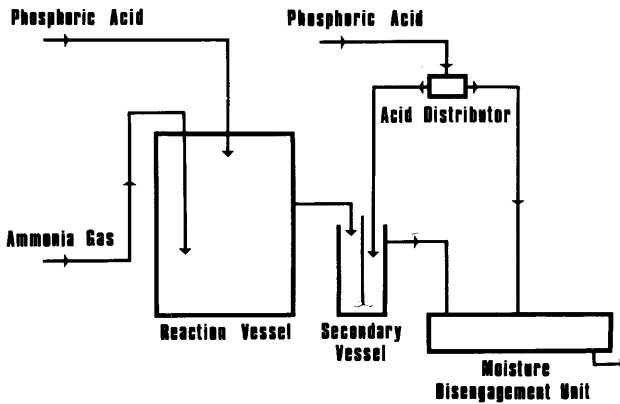 Phosphoric Acid
Phosphoric Acid
Acid Distributor
Ammonia Gas
Reaction Vessel
Secondary
Vessel
Moisture
Disengagement Unit